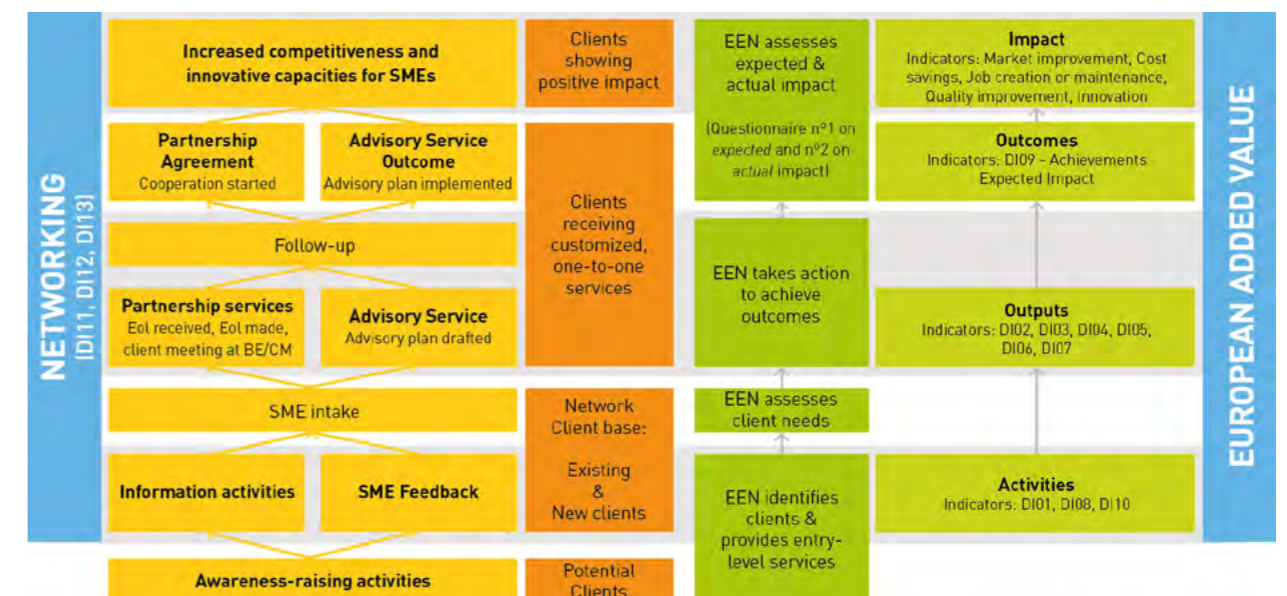 NETWORKING
(DI11, DI12, DI13)
Increased competitiveness and
innovative capacities for SMEs
Partnership
Agreement
Cooperation started
Advisory Service
Outcome
Advisory plan implemented
Follow-up
Partnership services
EoI received, EoI made,
client meeting at BE/CM
Advisory Service
Advisory plan drafted
SME intake
Information activities
SME Feedback
Awareness-raising activities
Clients
showing
positive impact
Clients
receiving
customized,
one-to-one
services
Network
Client base:
Existing
&
New clients
Potential
Clients
EEN assesses
expected &
actual impact
(Questionnaire nº1 on
expected and nº2 on
actual impact)
EEN takes action
to achieve
outcomes
EEN assesses
client needs
EEN identifies
clients &
provides entry-
level services
Impact
Indicators: Market improvement, Cost
savings, Job creation or maintenance,
Quality improvement, Innovation
Outcomes
Indicators: DI09 - Achievements
Expected Impact
Outputs
Indicators: DI02, DI03, DI04, DI05,
DI06, DI07
Activities
Indicators: DI01, DI08, DI10
EUROPEAN ADDED VALUE